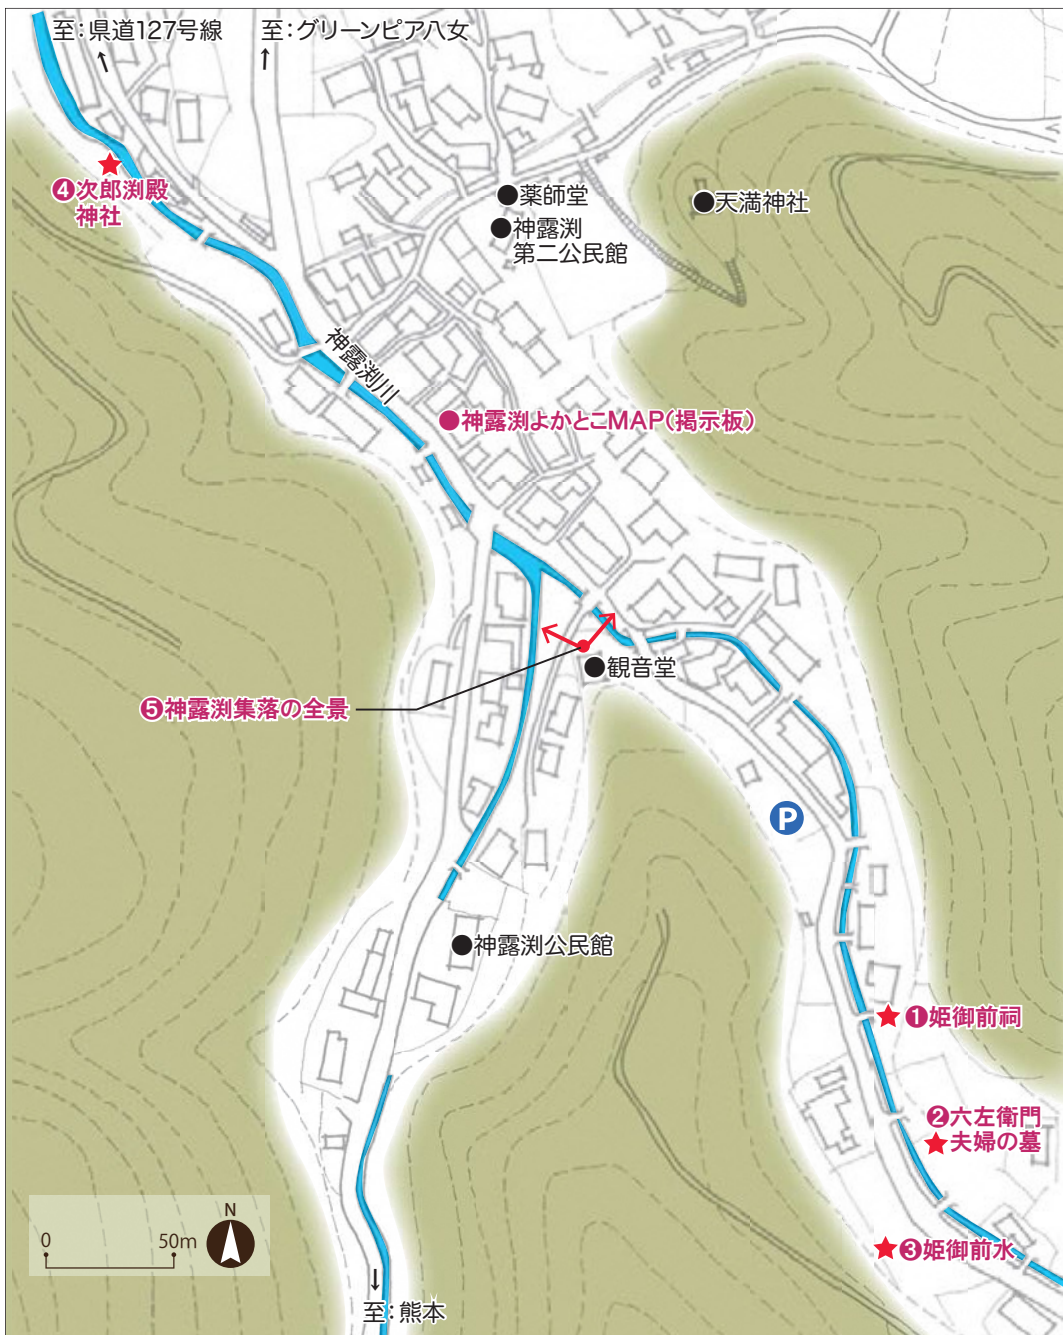 至：県道127号線
至：グリーンピア八女
❹次郎渕殿
神社
薬師堂
神露渕
第二公民館
天満神社
神露渕川
神露渕よかとこMAP（掲示板）
観音堂
❺神露渕集落の全景
P
神露渕公民館
❶姫御前祠
❷六左衛門
夫婦の墓
❸姫御前水
N
0
50m
至：熊本